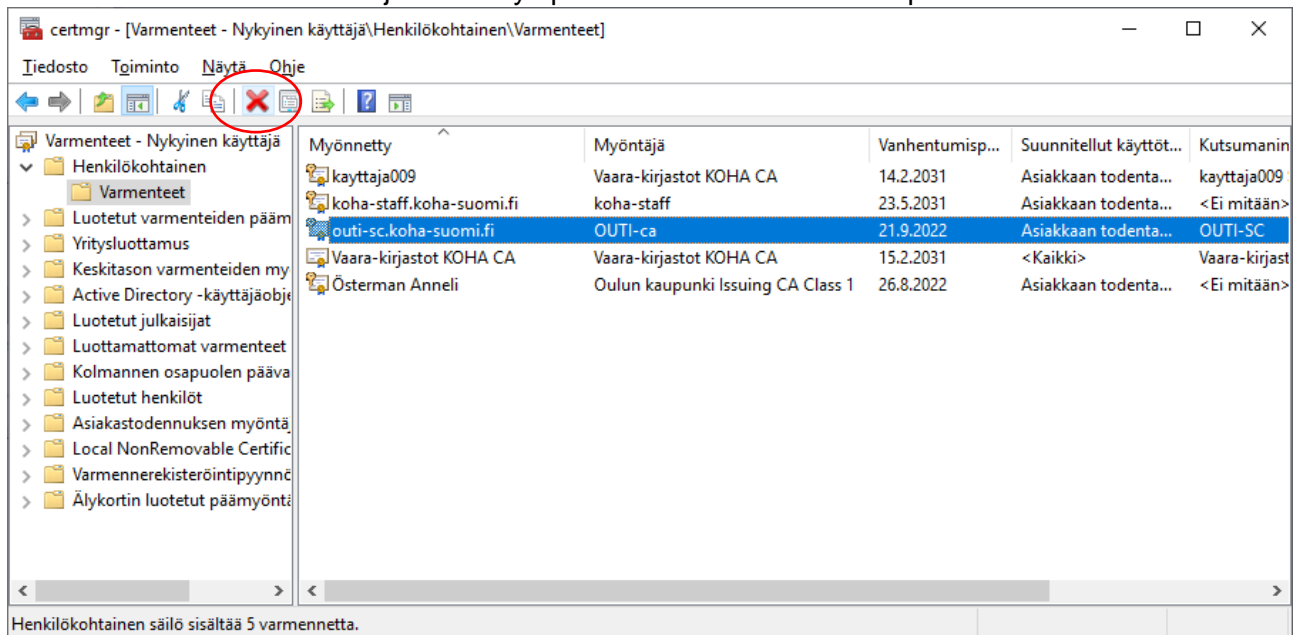 certmgr - [Varmenteet - Nykyinen käyttäjä\Henkilökohtainen\Varmenteet]
Tiedosto Toiminto Näytä Ohje
Varmenteet - Nykyinen käyttäjä
Henkilökohtainen
Varmenteet
Luotetut varmenteiden pääm
Yritysluottamus
Keskitason varmenteiden my
Active Directory -käyttäjäobje
Luotetut julkaisijat
Luottamattomat varmenteet
Kolmannen osapuolen pääva
Luotetut henkilöt
Asiakastodennuksen myöntä
Local NonRemovable Certific
Varmennerekisteröintipyynnö
Älykortin luotetut päämyöntä
Myönnetty Myöntäjä Vanhentumisp... Suunnitellut käyttöt... Kutsumanin
kayttaja009 Vaara-kirjastot KOHA CA 14.2.2031 Asiakkaan todenta... kayttaja009
koha-staff.koha-suomi.fi koha-staff 23.5.2031 Asiakkaan todenta... <Ei mitään>
outi-sc.koha-suomi.fi OUTI-ca 21.9.2022 Asiakkaan todenta... OUTI-SC
Vaara-kirjastot KOHA CA Vaara-kirjastot KOHA CA 15.2.2031 <Kaikki> Vaara-kirjast
Österman Anneli Oulun kaupunki Issuing CA Class 1 26.8.2022 Asiakkaan todenta... <Ei mitään>
Henkilökohtainen säilö sisältää 5 varmennetta.